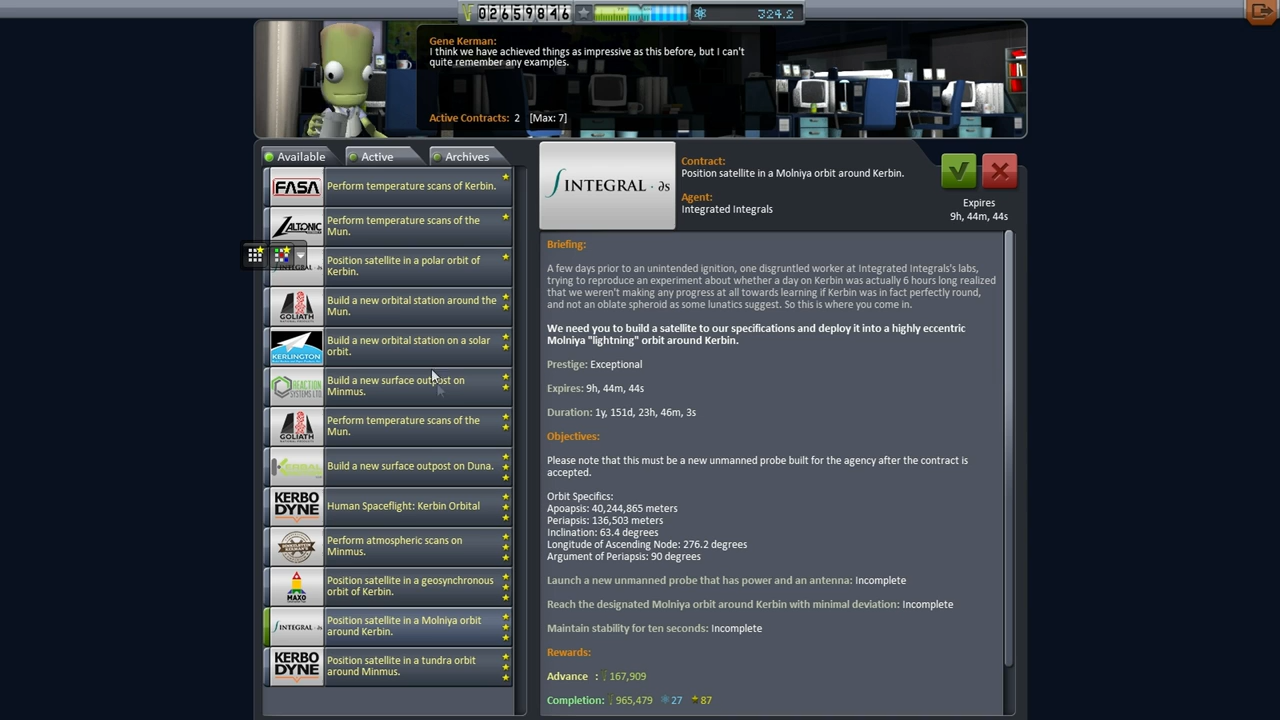 02659846
324.2
Gene Kerman:
I think we have achieved things as impressive as this before, but I can't
quite remember any examples.
Active Contracts: 2 [Max: 7]
Available
Active
Archives
FASA
Perform temperature scans of Kerbin.
ZALTONIC
Perform temperature scans of the
Mun.
Position satellite in a polar orbit of
Kerbin.
GOLIATH
Build a new orbital station around the
Mun.
KERLINGTON
Build a new orbital station on a solar
orbit.
REACTION
SYSTEMS LTD
Build a new surface outpost on
Minmus.
GOLIATH
Perform temperature scans of the
Mun.
Build a new surface outpost on Duna.
KERBO
DYNE
Human Spaceflight: Kerbin Orbital
Perform atmospheric scans on
Minmus.
MAXO
Position satellite in a geosynchronous
orbit of Kerbin.
INTEGRAL · ∂s
Position satellite in a Molniya orbit
around Kerbin.
KERBO
DYNE
Position satellite in a tundra orbit
around Minmus.
INTEGRAL · ∂s
Contract:
Position satellite in a Molniya orbit around Kerbin.
Agent:
Integrated Integrals
Expires
9h, 44m, 44s
Briefing:
A few days prior to an unintended ignition, one disgruntled worker at Integrated Integrals's labs,
trying to reproduce an experiment about whether a day on Kerbin was actually 6 hours long realized
that we weren't making any progress at all towards learning if Kerbin was in fact perfectly round,
and not an oblate spheroid as some lunatics suggest. So this is where you come in.
We need you to build a satellite to our specifications and deploy it into a highly eccentric
Molniya "lightning" orbit around Kerbin.
Prestige: Exceptional
Expires: 9h, 44m, 44s
Duration: 1y, 151d, 23h, 46m, 3s
Objectives:
Please note that this must be a new unmanned probe built for the agency after the contract is
accepted.
Orbit Specifics:
Apoapsis: 40,244,865 meters
Periapsis: 136,503 meters
Inclination: 63.4 degrees
Longitude of Ascending Node: 276.2 degrees
Argument of Periapsis: 90 degrees
Launch a new unmanned probe that has power and an antenna: Incomplete
Reach the designated Molniya orbit around Kerbin with minimal deviation: Incomplete
Maintain stability for ten seconds: Incomplete
Rewards:
Advance : 167,909
Completion: 965,479 27 87